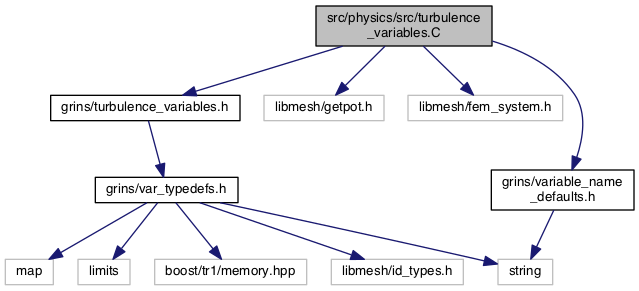 src/physics/src/turbulence
_variables.C
grins/turbulence_variables.h
libmesh/getpot.h
libmesh/fem_system.h
grins/var_typedefs.h
grins/variable_name
_defaults.h
map
limits
boost/tr1/memory.hpp
libmesh/id_types.h
string